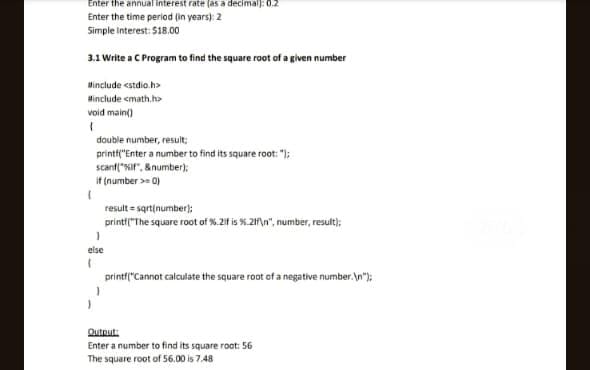 Enter the annual interest rate (as a decimal): 0.2
Enter the time period (in years): 2
Simple Interest: $18.00
3.1 Write a C Program to find the square root of a given number
#include <stdio.h>
#include <math.h>
void main()
{
double number, result;
printf("Enter a number to find its square root: ");
scanf("%lf", &number);
if (number >= 0)
{
result = sqrt(number);
printf("The square root of %.2lf is %.2lf\n", number, result);
}
else
{
printf("Cannot calculate the square root of a negative number.\n");
}
}
Output:
Enter a number to find its square root: 56
The square root of 56.00 is 7.48